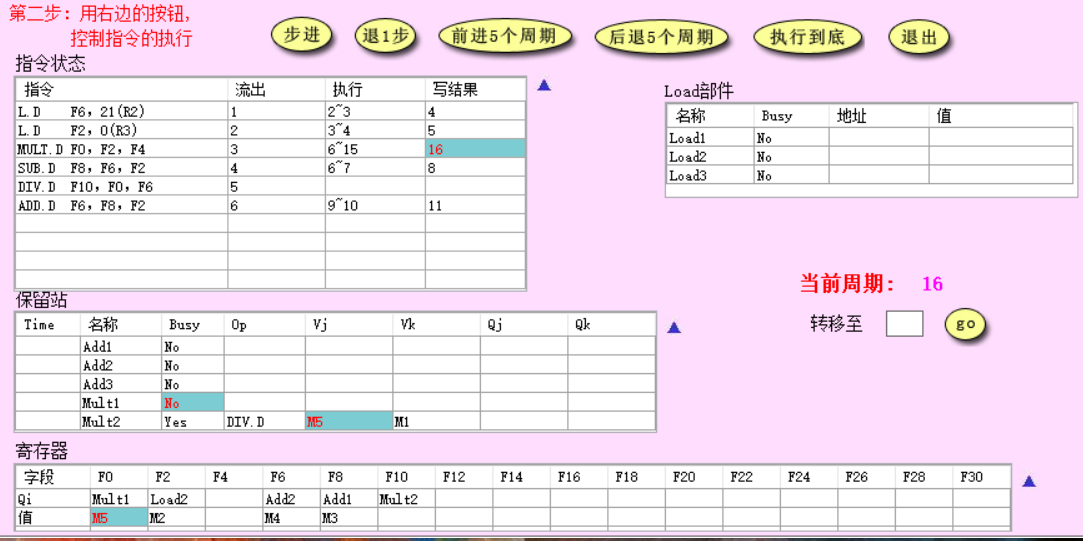 第二步：用右边的按钮,
控制指令的执行
步进 退1步 前进5个周期 后退5个周期 执行到底 退出
指令状态
指令 流出 执行 写结果
L.D F6，21(R2) 1 2~3 4
L.D F2，0(R3) 2 3~4 5
MULT.D F0，F2，F4 3 6~15 16
SUB.D F8，F6，F2 4 6~7 8
DIV.D F10，F0，F6 5
ADD.D F6，F8，F2 6 9~10 11
Load部件
名称 Busy 地址 值
Load1 No
Load2 No
Load3 No
当前周期： 16
转移至 go
保留站
Time 名称 Busy Op Vj Vk Qj Qk
Add1 No
Add2 No
Add3 No
Mult1 No
Mult2 Yes DIV.D M5 M1
寄存器
字段 F0 F2 F4 F6 F8 F10 F12 F14 F16 F18 F20 F22 F24 F26 F28 F30
Qi Mult1 Load2 Add2 Add1 Mult2
值 M5 M2 M4 M3